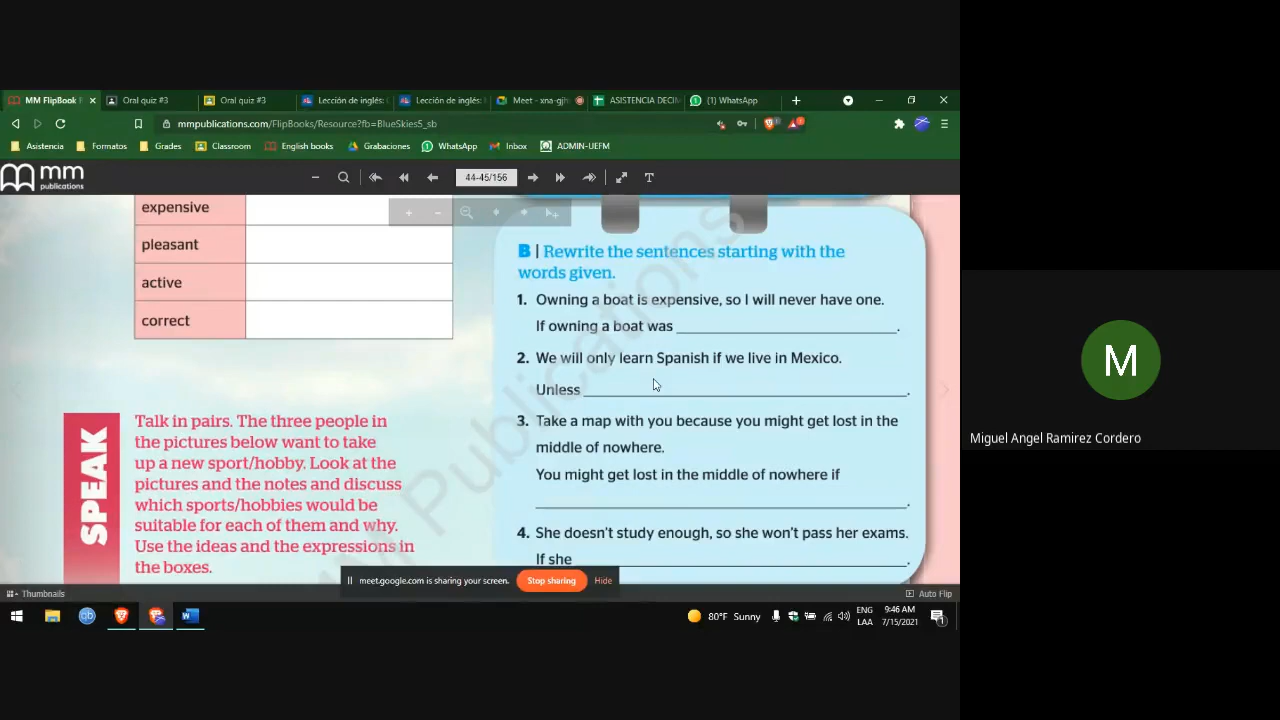 MM FlipBook F
Oral quiz #3
Oral quiz #3
Lección de inglés:
Lección de inglés:
Meet - xna-gjh
ASISTENCIA DECIM
(1) WhatsApp
mmpublications.com/FlipBooks/Resource?fb=BlueSkies5_sb
Asistencia
Formatos
Grades
Classroom
English books
Grabaciones
WhatsApp
Inbox
ADMIN-UEFM
mm
publications
44-45/156
expensive
pleasant
active
correct
SPEAK
Talk in pairs. The three people in
the pictures below want to take
up a new sport/hobby. Look at the
pictures and the notes and discuss
which sports/hobbies would be
suitable for each of them and why.
Use the ideas and the expressions in
the boxes.
B | Rewrite the sentences starting with the
words given.
1. Owning a boat is expensive, so I will never have one.
If owning a boat was ______.
2. We will only learn Spanish if we live in Mexico.
Unless ______.
3. Take a map with you because you might get lost in the
middle of nowhere.
You might get lost in the middle of nowhere if
______.
4. She doesn't study enough, so she won't pass her exams.
If she ______.
MM Publications
meet.google.com is sharing your screen.
Stop sharing
Hide
Thumbnails
Auto Flip
80°F Sunny
ENG
LAA
9:46 AM
7/15/2021
M
Miguel Angel Ramirez Cordero